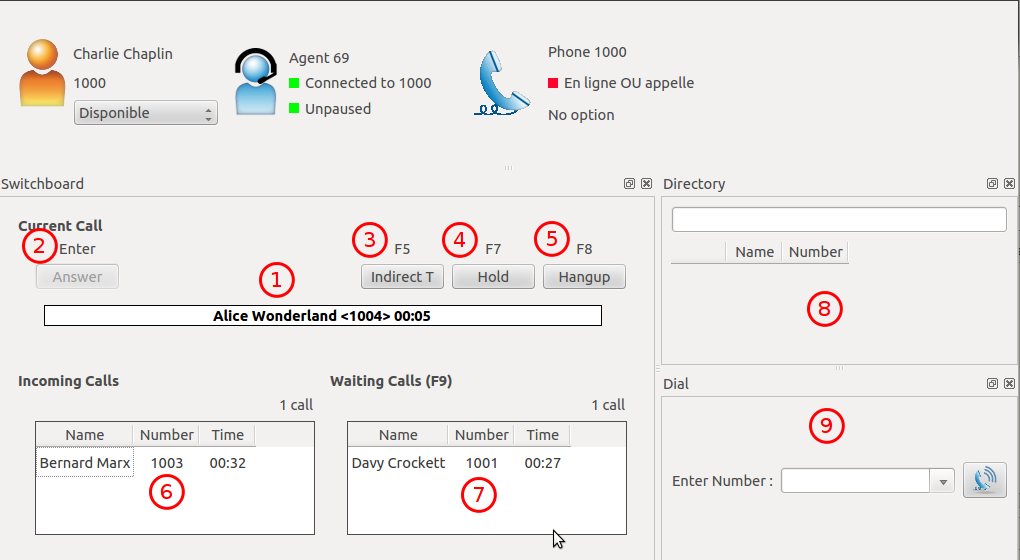 Charlie Chaplin
1000
Disponible
Agent 69
Connected to 1000
Unpaused
Phone 1000
En ligne OU appelle
No option
Switchboard
Current Call
2 Enter 3 F5 4 F7 5 F8
Answer Indirect T Hold Hangup
1
Alice Wonderland <1004> 00:05
Incoming Calls
1 call
Name Number Time
Bernard Marx 1003 00:32
6
Waiting Calls (F9)
1 call
Name Number Time
Davy Crockett 1001 00:27
7
Directory
Name Number
8
Dial
9
Enter Number :